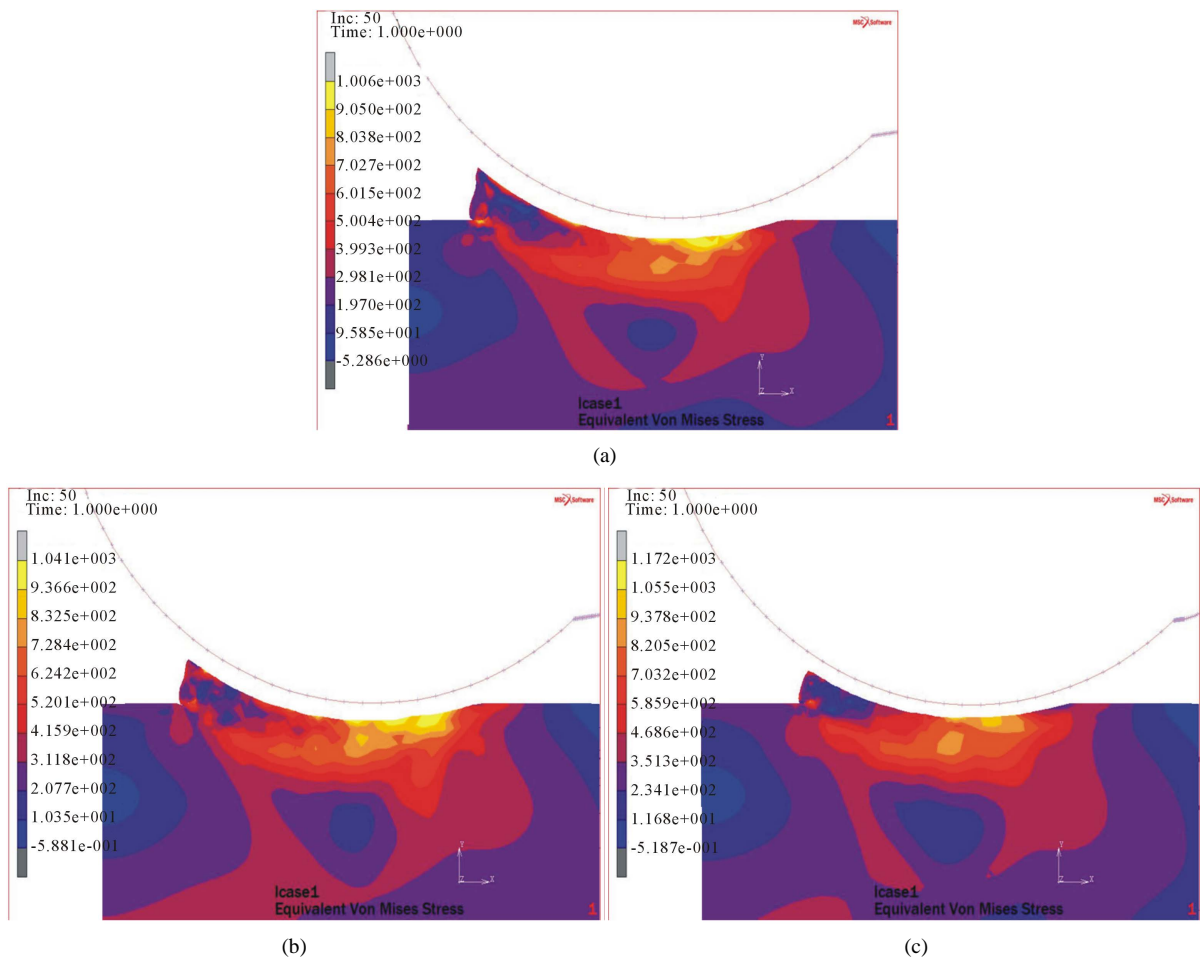 Inc: 50
Time: 1.000e+000
MSC Software
1.006e+003
9.050e+002
8.038e+002
7.027e+002
6.015e+002
5.004e+002
3.993e+002
2.981e+002
1.970e+002
9.585e+001
-5.286e+000
Y
Z X
lcase1
Equivalent Von Mises Stress
1
(a)
Inc: 50
Time: 1.000e+000
MSC Software
1.041e+003
9.366e+002
8.325e+002
7.284e+002
6.242e+002
5.201e+002
4.159e+002
3.118e+002
2.077e+002
1.035e+001
-5.881e-001
Y
Z X
lcase1
Equivalent Von Mises Stress
1
(b)
Inc: 50
Time: 1.000e+000
MSC Software
1.172e+003
1.055e+003
9.378e+002
8.205e+002
7.032e+002
5.859e+002
4.686e+002
3.513e+002
2.341e+002
1.168e+001
-5.187e-001
Y
Z X
lcase1
Equivalent Von Mises Stress
1
(c)